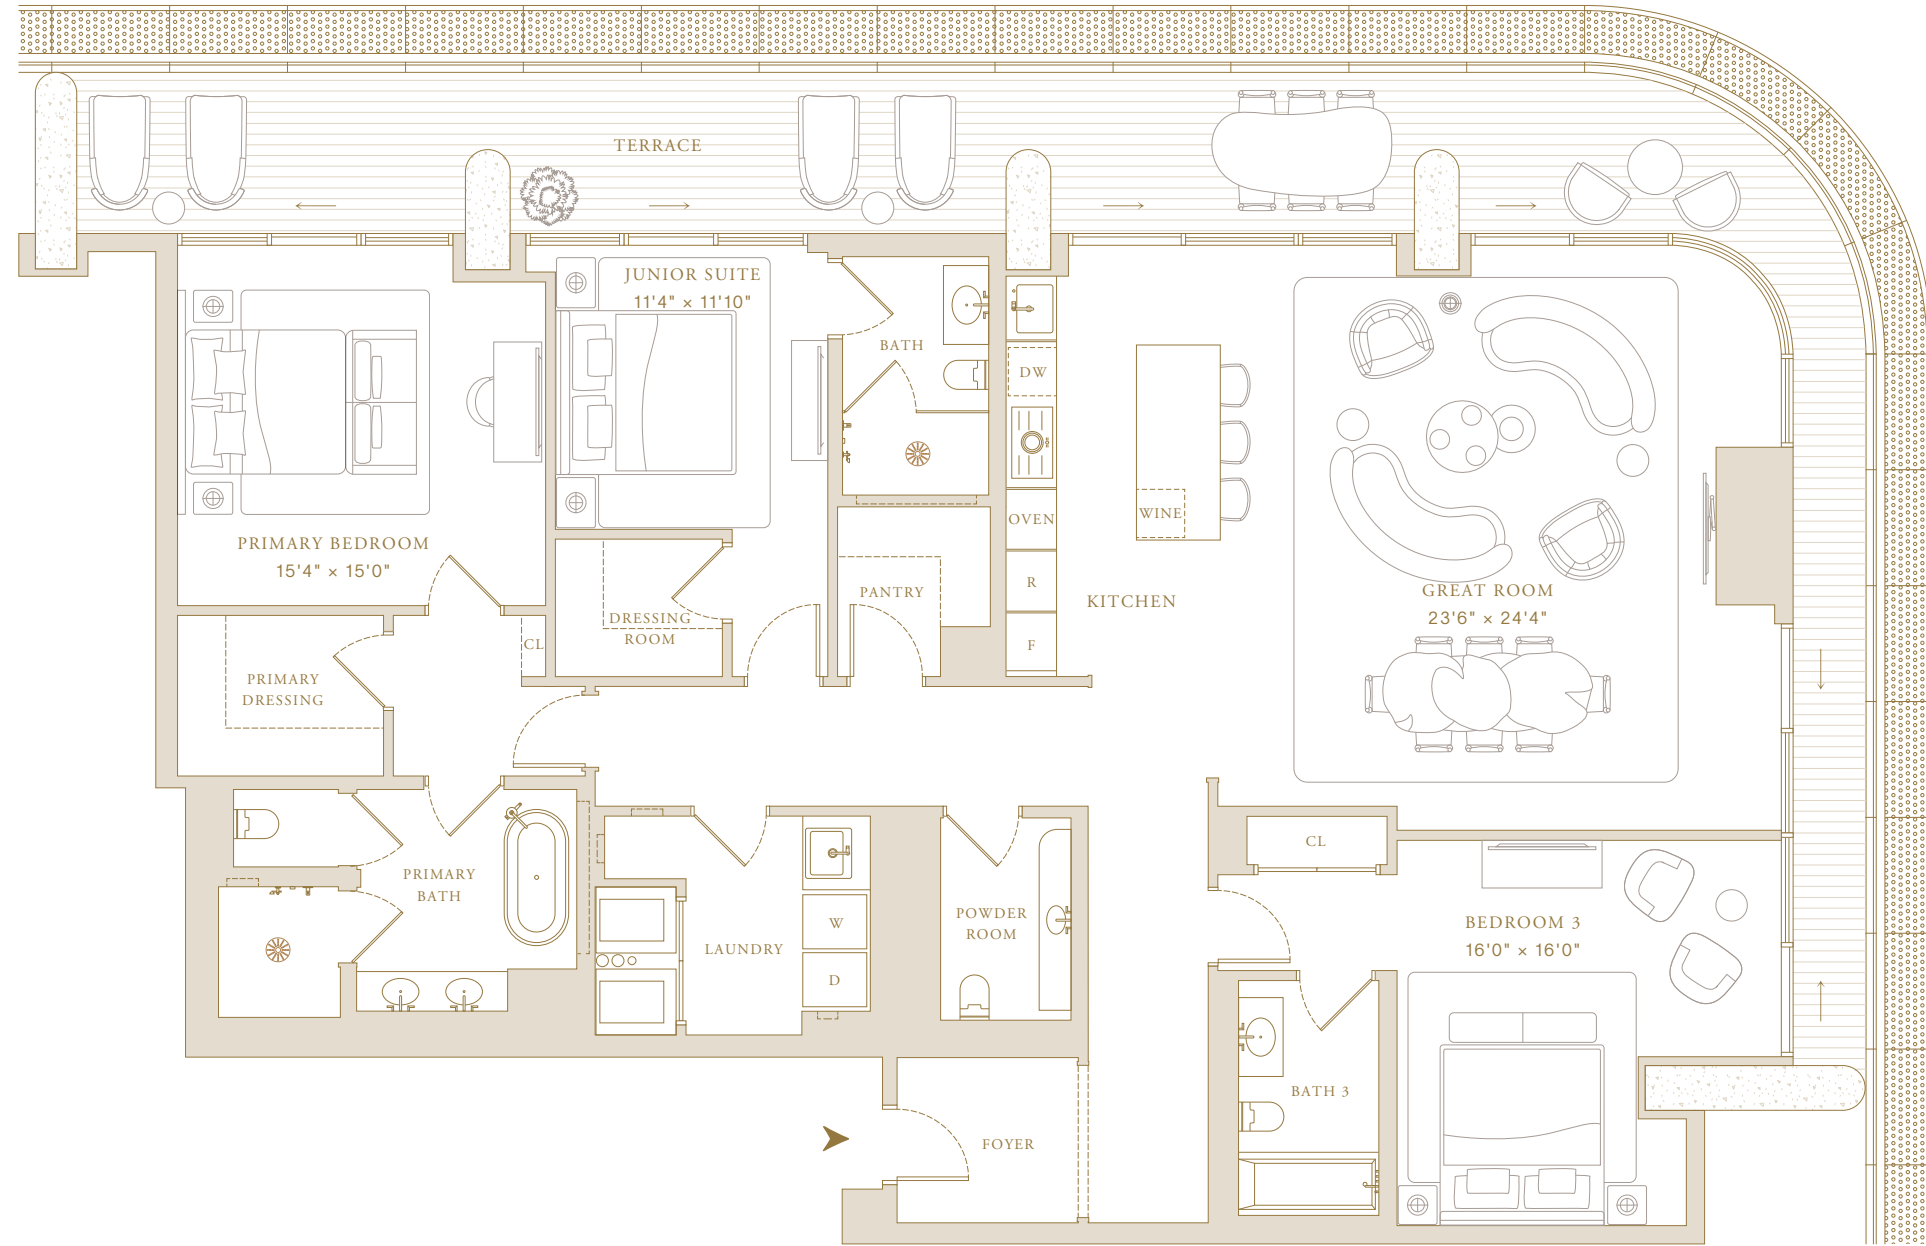 TERRACE
JUNIOR SUITE
11'4" × 11'10"
BATH
DW
WINE
OVEN
PRIMARY BEDROOM
15'4" × 15'0"
R
PANTRY
KITCHEN
GREAT ROOM
23'6" × 24'4"
DRESSING
ROOM
CL
F
PRIMARY
DRESSING
CL
PRIMARY
BATH
POWDER
ROOM
W
BEDROOM 3
16'0" × 16'0"
LAUNDRY
D
BATH 3
FOYER